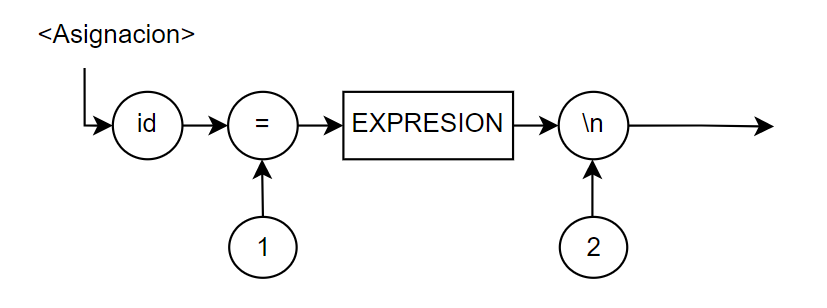 <Asignacion>
id = EXPRESION \n
1 2